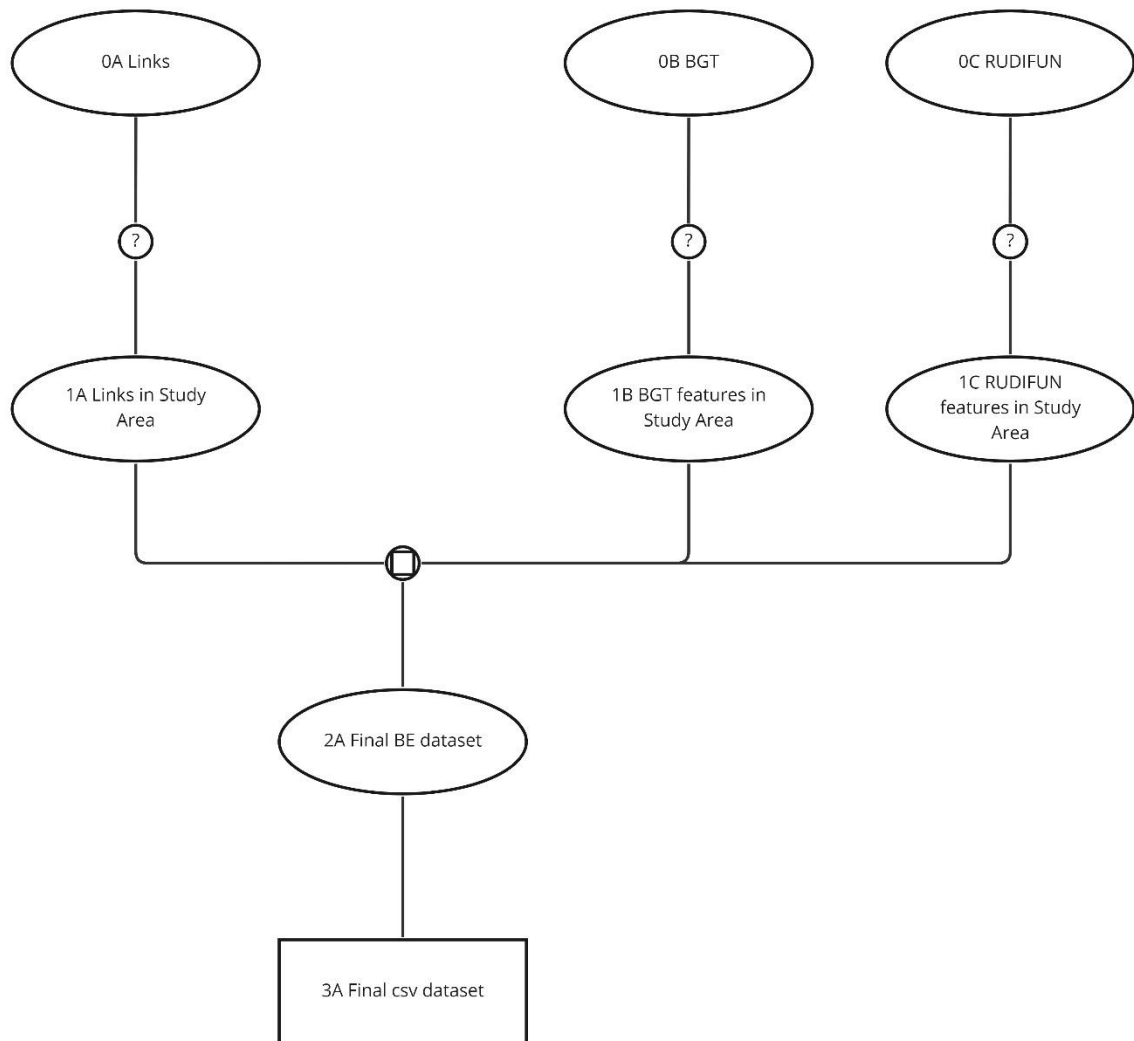 0A Links
0B BGT
0C RUDIFUN
?
?
?
1A Links in Study
Area
1B BGT features in
Study Area
1C RUDIFUN
features in Study
Area
2A Final BE dataset
3A Final csv dataset